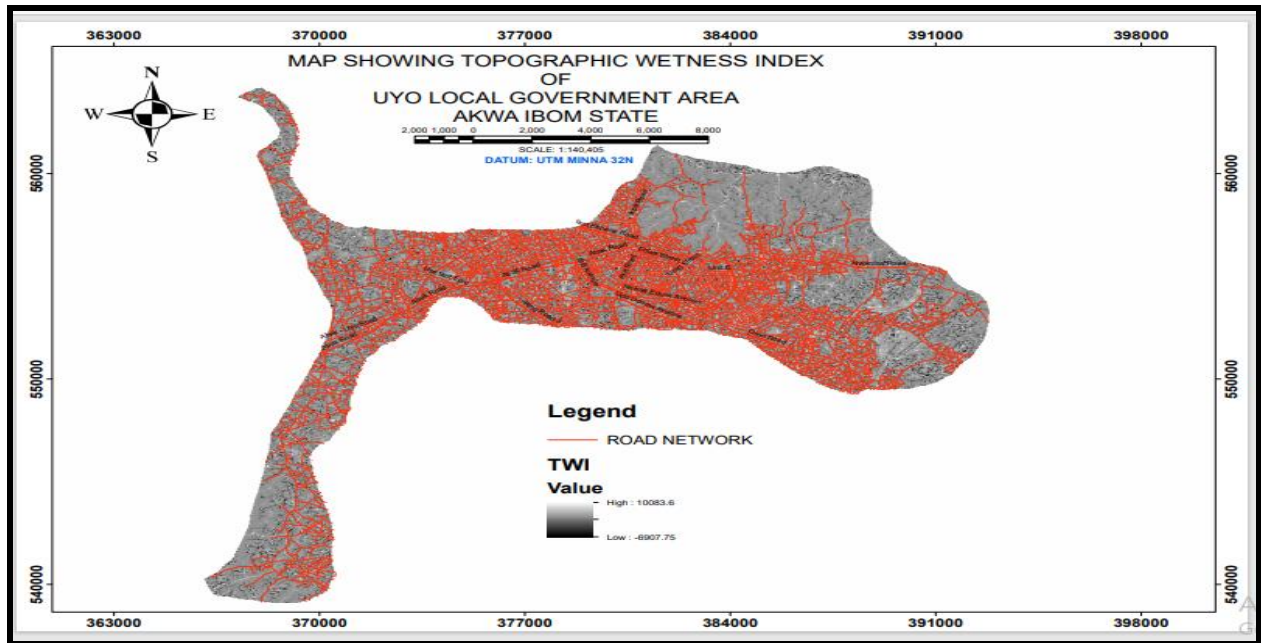 363000 370000 377000 384000 391000 398000
MAP SHOWING TOPOGRAPHIC WETNESS INDEX
OF
UYO LOCAL GOVERNMENT AREA
AKWA IBOM STATE
N
W E
S
2,000 1,000 0 2,000 4,000 6,000 8,000
SCALE: 1:140,405
DATUM: UTM MINNA 32N
560000 560000
550000 550000
Legend
ROAD NETWORK
TWI
Value
High : 10083.6
Low : -6907.75
540000 540000
363000 370000 377000 384000 391000 398000